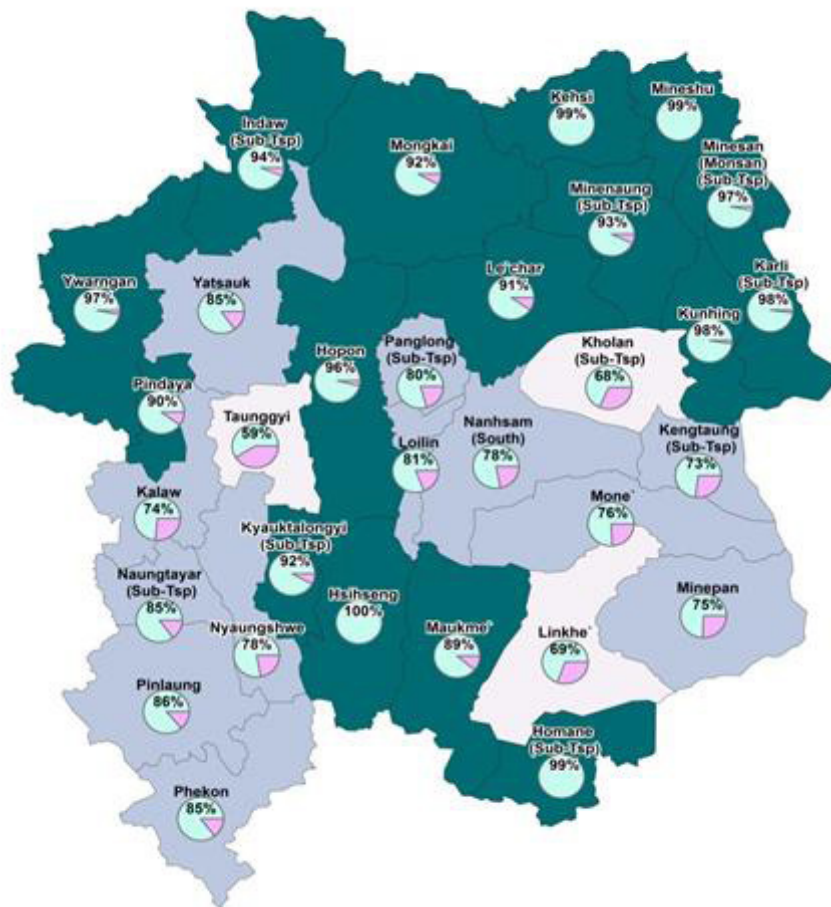 Kehsi
99%
Mineshu
99%
Indaw
(Sub-Tsp)
94%
Mongkai
92%
Minesan
(Monsan)
(Sub-Tsp)
97%
Minenaung
(Sub-Tsp)
93%
Ywarngan
97%
Yatsauk
85%
Le`char
91%
Karli
(Sub-Tsp)
98%
Kunhing
98%
Hopon
96%
Panglong
(Sub-Tsp)
80%
Kholan
(Sub-Tsp)
68%
Pindaya
90%
Taunggyi
59%
Loilin
81%
Nanhsam
(South)
78%
Kengtaung
(Sub-Tsp)
73%
Kalaw
74%
Mone`
76%
Kyauktalongyi
(Sub-Tsp)
92%
Naungtayar
(Sub-Tsp)
85%
Hsihseng
100%
Minepan
75%
Nyaungshwe
78%
Maukme`
89%
Linkhe`
69%
Pinlaung
86%
Homane
(Sub-Tsp)
99%
Phekon
85%